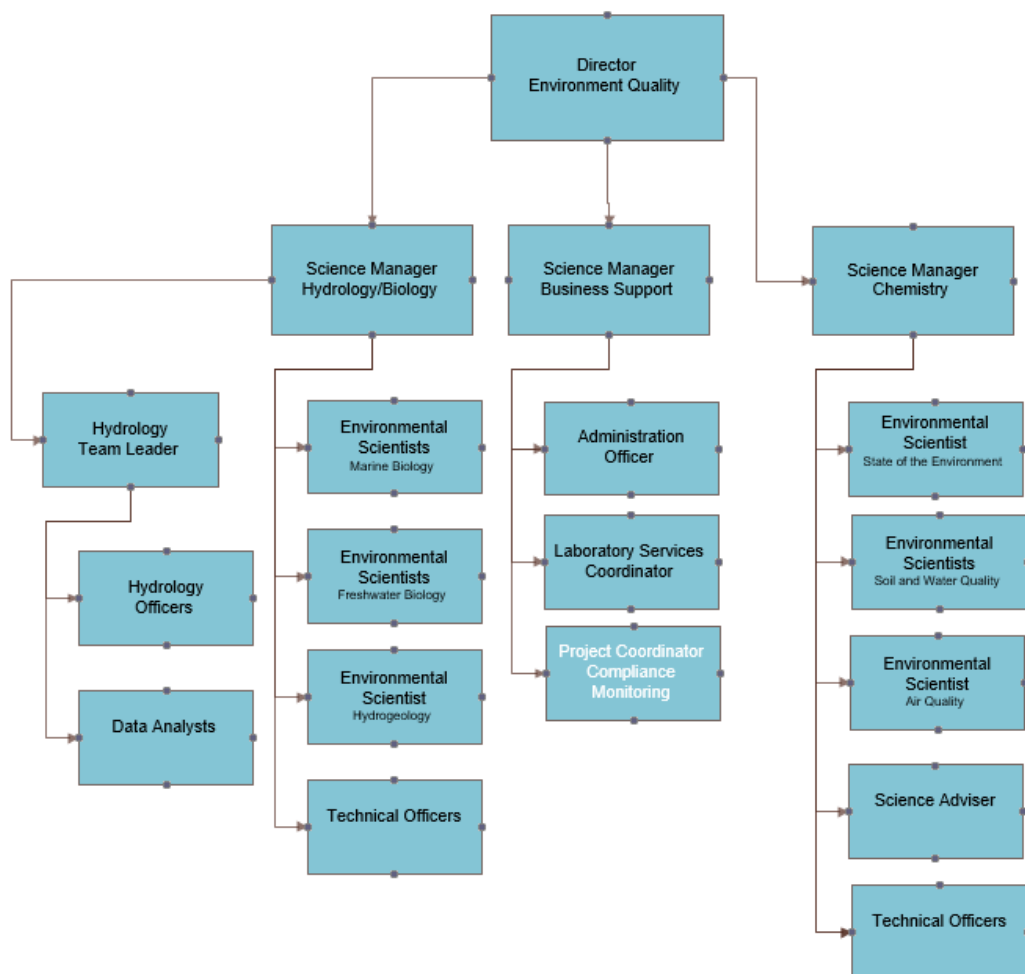 Director
Environment Quality
Science Manager
Hydrology/Biology
Science Manager
Business Support
Science Manager
Chemistry
Hydrology
Team Leader
Hydrology
Officers
Data Analysts
Environmental
Scientists
Marine Biology
Environmental
Scientists
Freshwater Biology
Environmental
Scientist
Hydrogeology
Technical Officers
Administration
Officer
Laboratory Services
Coordinator
Project Coordinator
Compliance
Monitoring
Environmental
Scientist
State of the Environment
Environmental
Scientists
Soil and Water Quality
Environmental
Scientist
Air Quality
Science Adviser
Technical Officers